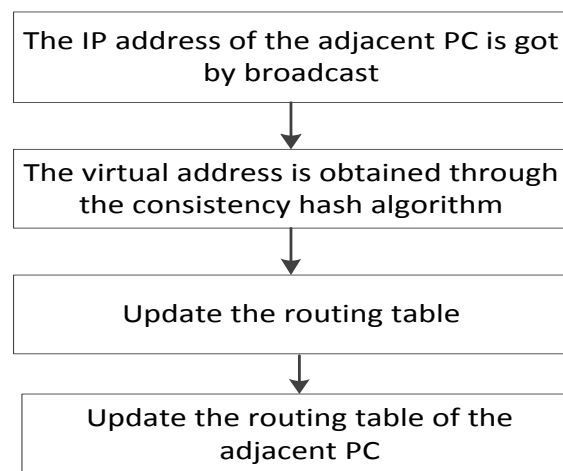 The IP address of the adjacent PC is got
by broadcast
The virtual address is obtained through
the consistency hash algorithm
Update the routing table
Update the routing table of the
adjacent PC